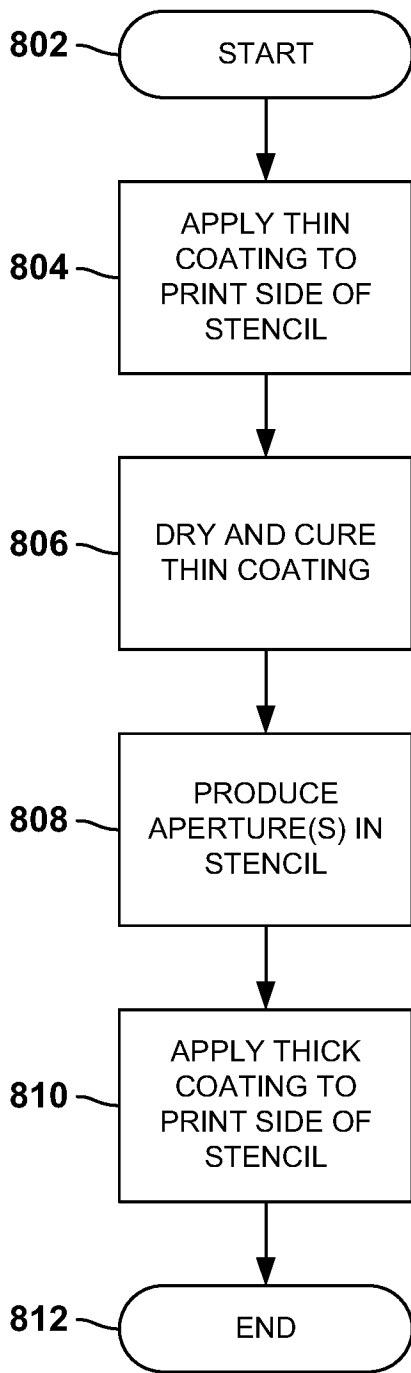 802
START
804
APPLY THIN
COATING TO
PRINT SIDE OF
STENCIL
806
DRY AND CURE
THIN COATING
808
PRODUCE
APERTURE(S) IN
STENCIL
810
APPLY THICK
COATING TO
PRINT SIDE OF
STENCIL
812
END